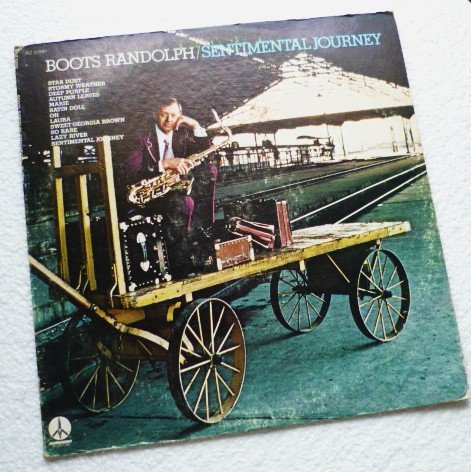 BOOTS RANDOLPH/SENTIMENTAL JOURNEY
STAR DUST
STORMY WEATHER
DEEP PURPLE
AUTUMN LEAVES
MARIE
SATIN DOLL
OH
LAURA
SWEET GEORGIA BROWN
SO RARE
LAZY RIVER
SENTIMENTAL JOURNEY
MONUMENT